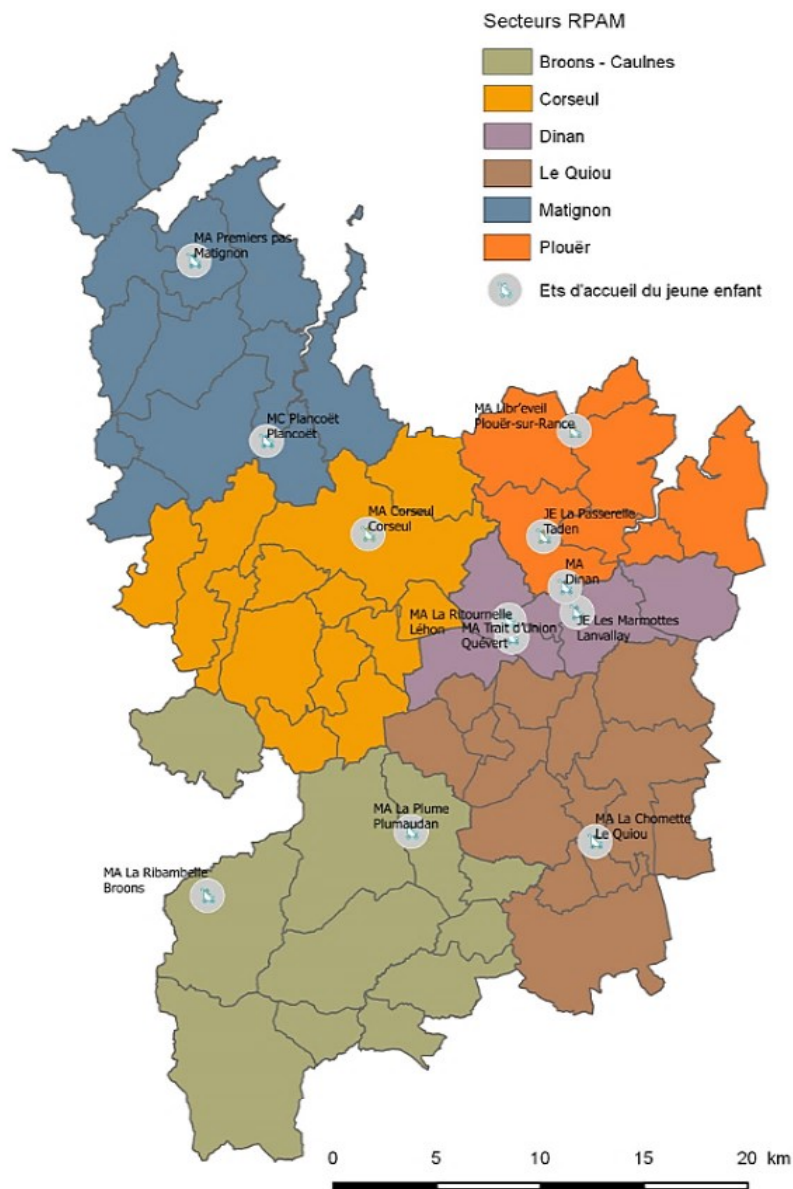 Secteurs RPAM
Broons - Caulnes
Corseul
Dinan
Le Quiou
Matignon
Plouër
Ets d'accueil du jeune enfant
MA Premiers pas
Matignon
MC Plancoët
Plancoët
MA Libr'eveil
Plouër-sur-Rance
MA Corseul
Corseul
JE La Passerelle
Taden
MA
Dinan
MA La Ritournelle
Léhon
MA Trait d'Union
Quévert
JE Les Marmottes
Lanvallay
MA La Plume
Plumaudan
MA La Chomette
Le Quiou
MA La Ribambelle
Broons
0 5 10 15 20 km